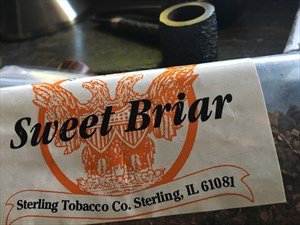 Sweet Briar
Sterling Tobacco Co. Sterling, IL 61081